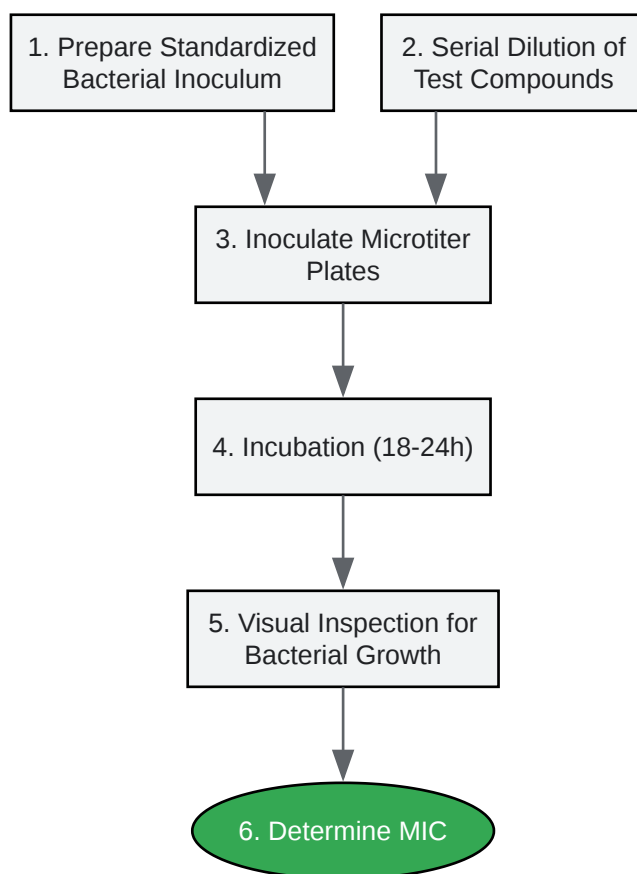 1. Prepare Standardized
Bacterial Inoculum
2. Serial Dilution of
Test Compounds
3. Inoculate Microtiter
Plates
4. Incubation (18-24h)
5. Visual Inspection for
Bacterial Growth
6. Determine MIC